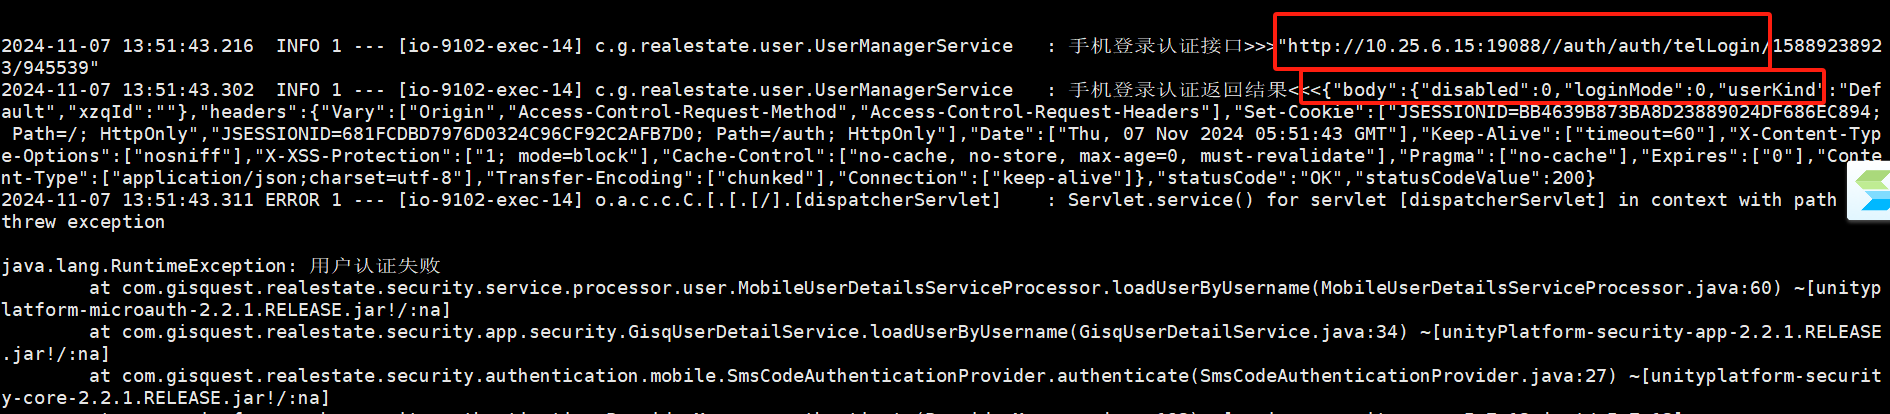 2024-11-07 13:51:43.216  INFO 1 --- [io-9102-exec-14] c.g.realestate.user.UserManagerService   : 手机登录认证接口>>>"http://10.25.6.15:19088//auth/auth/telLogin/1588923892
3/945539"
2024-11-07 13:51:43.302  INFO 1 --- [io-9102-exec-14] c.g.realestate.user.UserManagerService   : 手机登录认证返回结果<<<{"body":{"disabled":0,"loginMode":0,"userKind":"Def
ault","xzqId":""},"headers":{"Vary":["Origin","Access-Control-Request-Method","Access-Control-Request-Headers"],"Set-Cookie":["JSESSIONID=BB4639B873BA8D23889024DF686EC894;
 Path=/; HttpOnly","JSESSIONID=681FCDBD7976D0324C96CF92C2AFB7D0; Path=/auth; HttpOnly"],"Date":["Thu, 07 Nov 2024 05:51:43 GMT"],"Keep-Alive":["timeout=60"],"X-Content-Typ
e-Options":["nosniff"],"X-XSS-Protection":["1; mode=block"],"Cache-Control":["no-cache, no-store, max-age=0, must-revalidate"],"Pragma":["no-cache"],"Expires":["0"],"Conte
nt-Type":["application/json;charset=utf-8"],"Transfer-Encoding":["chunked"],"Connection":["keep-alive"]},"statusCode":"OK","statusCodeValue":200}
2024-11-07 13:51:43.311 ERROR 1 --- [io-9102-exec-14] o.a.c.c.C.[.[.[/].[dispatcherServlet]    : Servlet.service() for servlet [dispatcherServlet] in context with path
threw exception
java.lang.RuntimeException: 用户认证失败
        at com.gisquest.realestate.security.service.processor.user.MobileUserDetailsServiceProcessor.loadUserByUsername(MobileUserDetailsServiceProcessor.java:60) ~[unityp
latform-microauth-2.2.1.RELEASE.jar!/:na]
        at com.gisquest.realestate.security.app.security.GisqUserDetailService.loadUserByUsername(GisqUserDetailService.java:34) ~[unityPlatform-security-app-2.2.1.RELEASE
.jar!/:na]
        at com.gisquest.realestate.security.authentication.mobile.SmsCodeAuthenticationProvider.authenticate(SmsCodeAuthenticationProvider.java:27) ~[unityplatform-securit
y-core-2.2.1.RELEASE.jar!/:na]